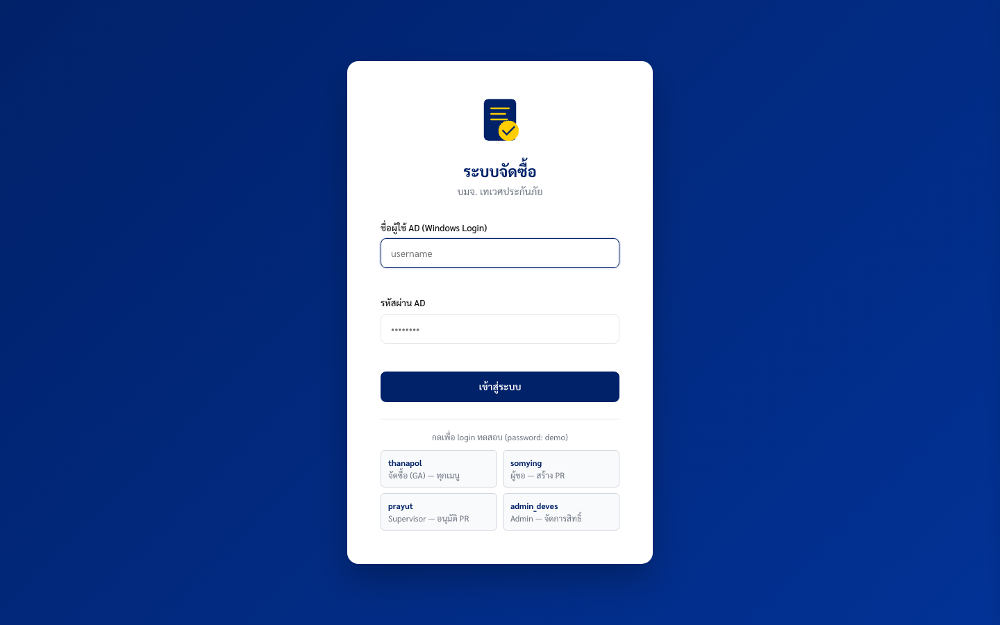 ระบบจัดซื้อ
บมจ. เทเวศประกันภัย
ชื่อผู้ใช้ AD (Windows Login)
username
รหัสผ่าน AD
••••••••
เข้าสู่ระบบ
กดเพื่อ login ทดสอบ (password: demo)
thanapol
จัดซื้อ (GA) — ทุกเมนู
somying
ผู้ขอ — สร้าง PR
prayut
Supervisor — อนุมัติ PR
admin_deves
Admin — จัดการสิทธิ์